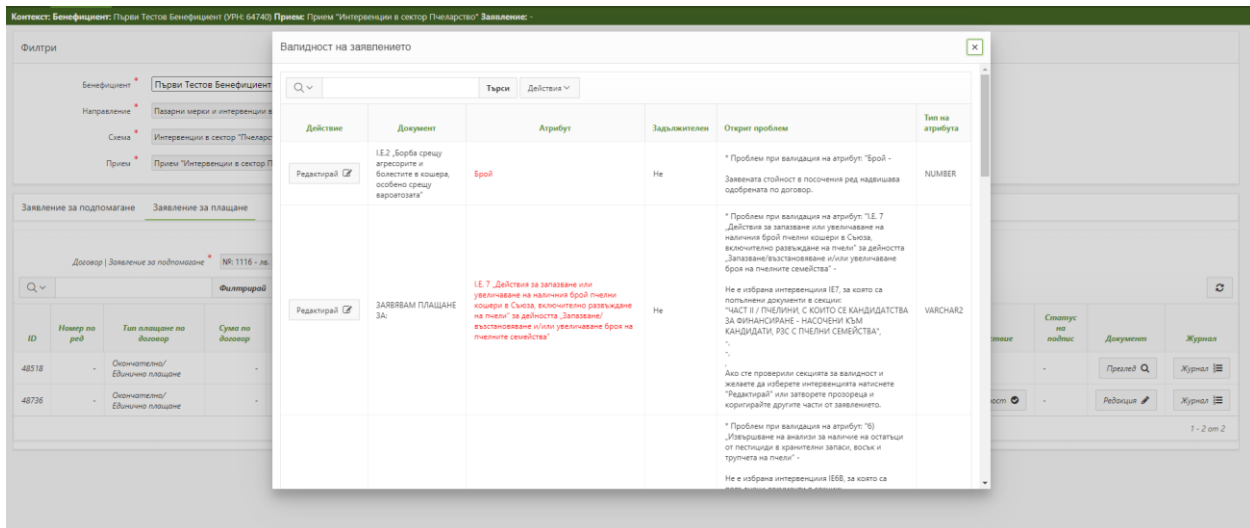 Контекст: Бенефициент: Първи Тестов Бенефициент (УРН: 64740) Прием: Прием "Интервенции в сектор Пчеларство" Заявление: -
Филтри
Бенефициент * Първи Тестов Бенефициент
Направление * Пазарни мерки и интервенции в
Схема * Интервенции в сектор "Пчеларс
Прием * Прием "Интервенции в сектор П
Заявление за подпомагане Заявление за плащане
Договор | Заявление за подпомагане * №: 1116 - лв.
Филтрирай
ID Номер по ред Тип плащане по договор Сума по договор
Статус на подпис Документ Журнал
48518 - Окончателно/ Единично плащане - - Преглед Журнал
48736 - Окончателно/ Единично плащане - - Редакция Журнал
1 - 2 от 2
Валидност на заявлението
Търси Действия
Действие Документ Атрибут Задължителен Открит проблем Тип на атрибута
Редактирай
I.E.2 „Борба срещу
агресорите и
болестите в кошера,
особено срещу
вароатозата"
Брой
Не
* Проблем при валидация на атрибут: "Брой -
Заявената стойност в посочения ред надвишава
одобрената по договор.
NUMBER
Редактирай
ЗАЯВЯВАМ ПЛАЩАНЕ
ЗА:
I.E. 7 „Действия за запазване или
увеличаване на наличния брой пчелни
кошери в Съюза, включително развъждане
на пчели" за дейността „Запазване/
възстановяване и/или увеличаване броя на
пчелните семейства"
Не
* Проблем при валидация на атрибут: "I.E. 7
„Действия за запазване или увеличаване на
наличния брой пчелни кошери в Съюза,
включително развъждане на пчели" за дейността
„Запазване/възстановяване и/или увеличаване
броя на пчелните семейства" -
Не е избрана интервенциия IE7, за която са
попълнени документи в секции:
"ЧАСТ II / ПЧЕЛИНИ, С КОИТО СЕ КАНДИДАТСТВА
ЗА ФИНАНСИРАНЕ - НАСОЧЕНИ КЪМ
КАНДИДАТИ, РЗС С ПЧЕЛНИ СЕМЕЙСТВА",
-,
-,
,
Ако сте проверили секцията за валидност и
желаете да изберете интервенцията натиснете
"Редактирай" или затворете прозореца и
коригирайте другите части от заявлението.
VARCHAR2
* Проблем при валидация на атрибут: "б)
„Извършване на анализи за наличие на остатъци
от пестициди в хранителни запаси, восък и
трупчета на пчели" -
Не е избрана интервенциия IE6B, за която са